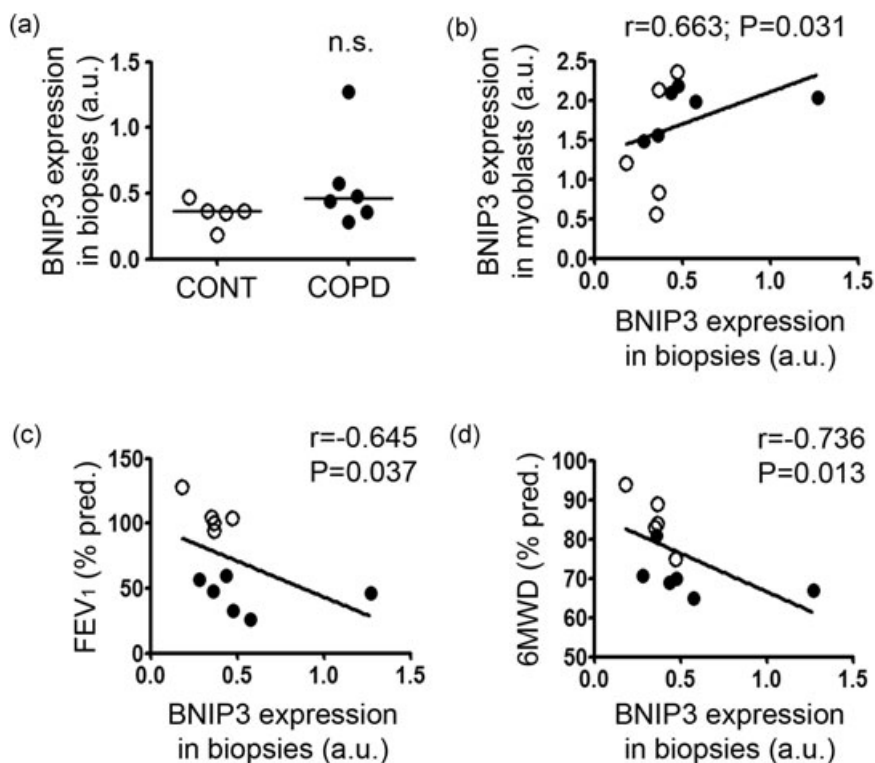 (a)
n.s.
BNIP3 expression
in biopsies (a.u.)
1.5
1.0
0.5
0.0
CONT
COPD
(b)
r=0.663; P=0.031
BNIP3 expression
in myoblasts (a.u.)
2.5
2.0
1.5
1.0
0.5
0.0
0.0
0.5
1.0
1.5
BNIP3 expression
in biopsies (a.u.)
(c)
r=-0.645
P=0.037
FEV₁ (% pred.)
150
100
50
0
0.0
0.5
1.0
1.5
BNIP3 expression
in biopsies (a.u.)
(d)
r=-0.736
P=0.013
6MWD (% pred.)
100
90
80
70
60
50
0.0
0.5
1.0
1.5
BNIP3 expression
in biopsies (a.u.)